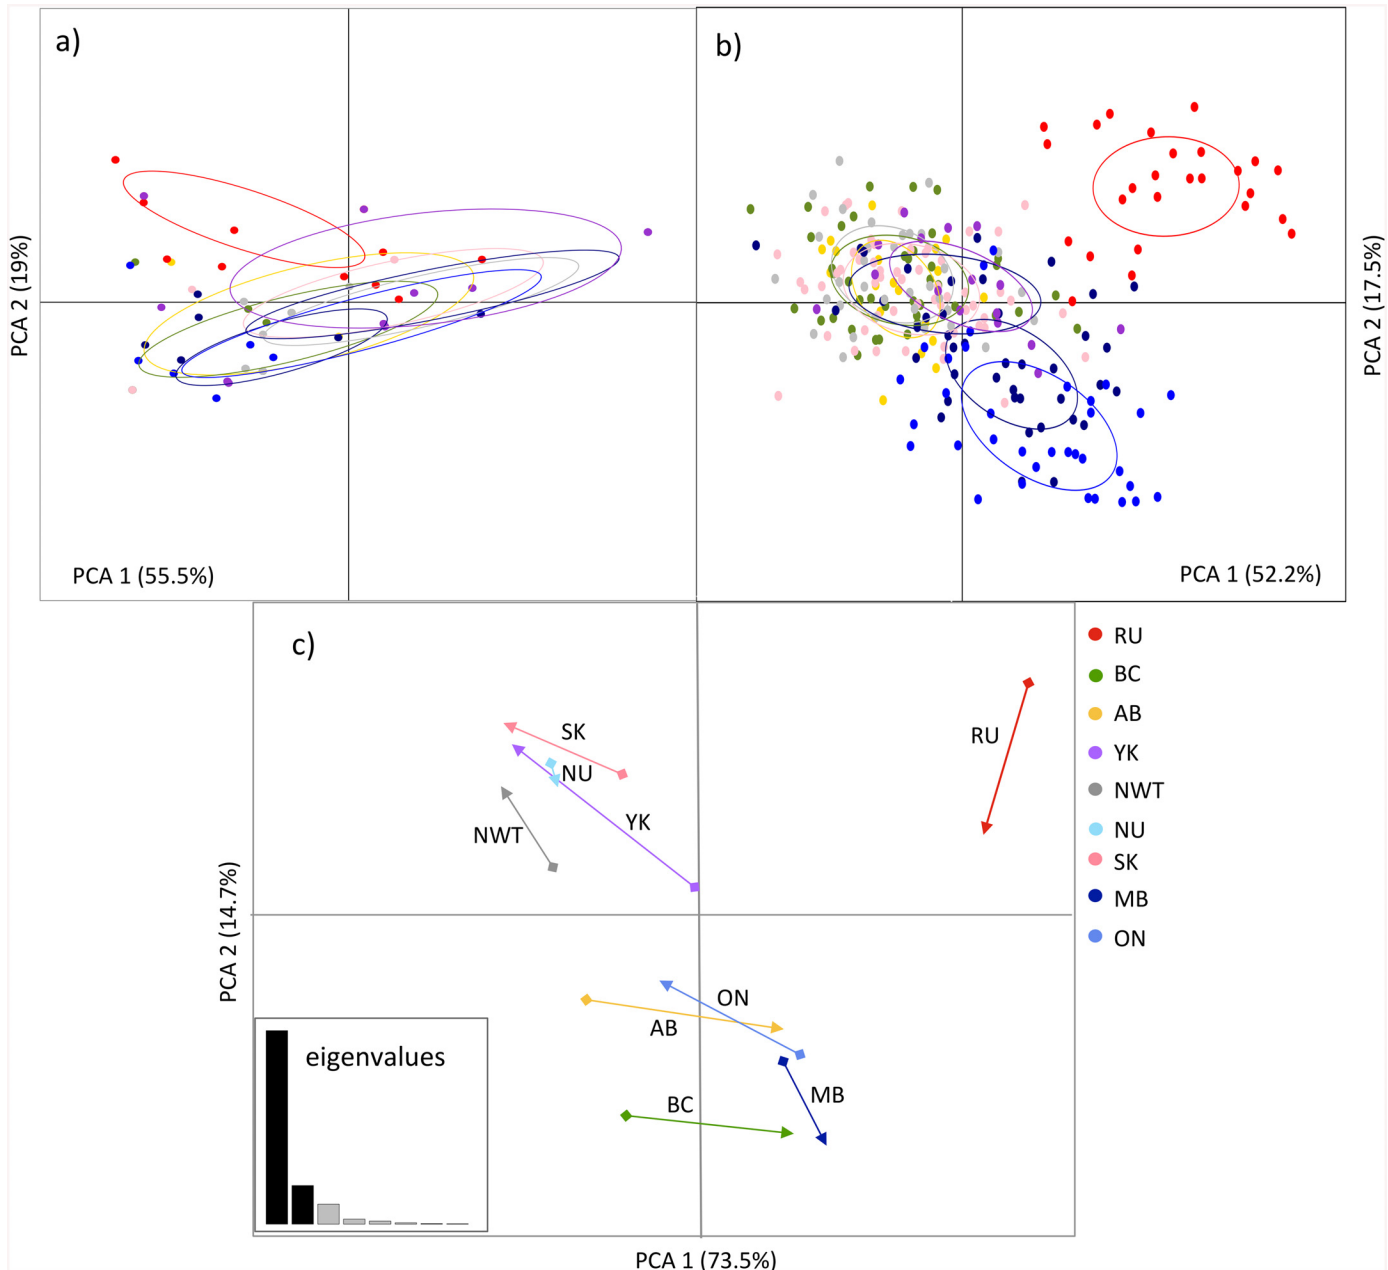 a)
PCA 2 (19%)
PCA 1 (55.5%)
b)
PCA 2 (17.5%)
PCA 1 (52.2%)
c)
SK
NU
YK
NWT
RU
ON
AB
MB
BC
PCA 2 (14.7%)
PCA 1 (73.5%)
eigenvalues
RU
BC
AB
YK
NWT
NU
SK
MB
ON